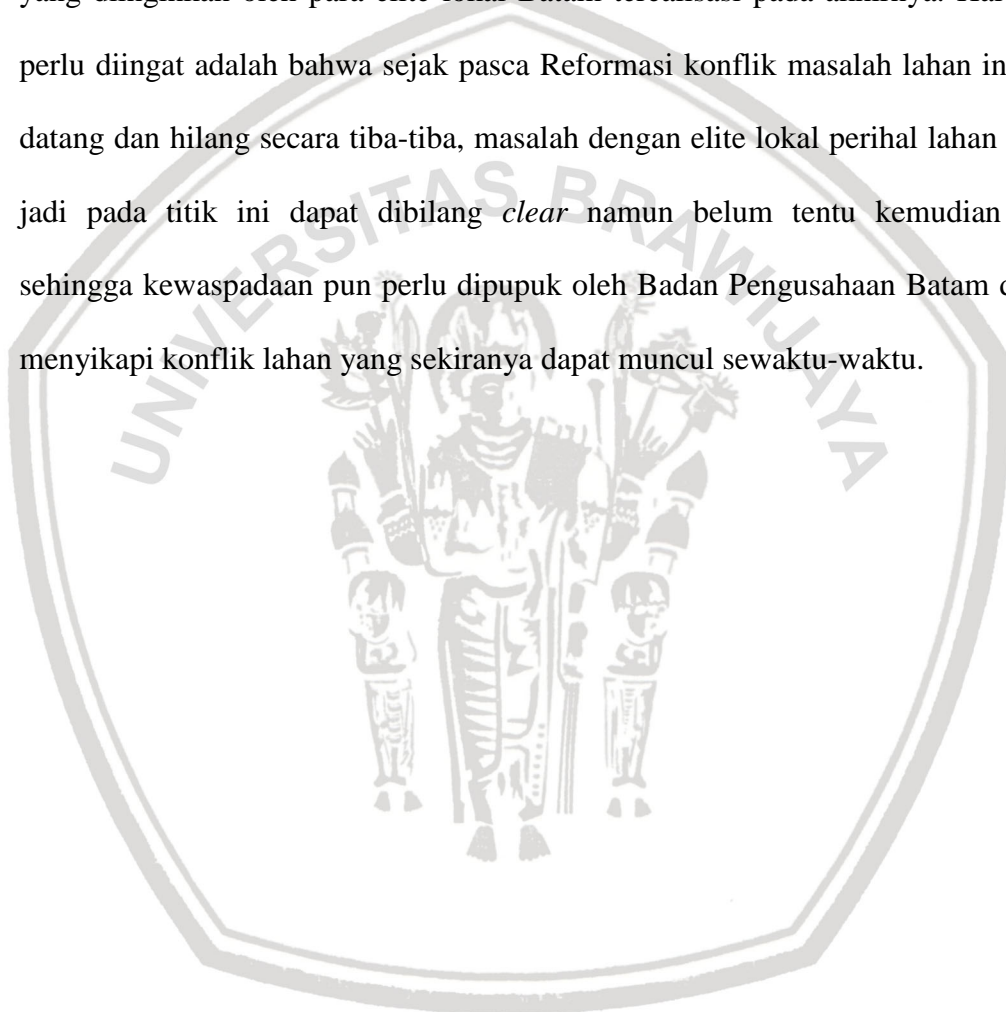 perlu diingat adalah bahwa sejak pasca Reformasi konflik masalah lahan in
datang dan hilang secara tiba-tiba, masalah dengan elite lokal perihal lahan
jadi pada titik ini dapat dibilang clear namun belum tentu kemudian
sehingga kewaspadaan pun perlu dipupuk oleh Badan Pengusahaan Batam
menyikapi konflik lahan yang sekiranya dapat muncul sewaktu-waktu.
UNIVERSITAS BRAWIJAYA